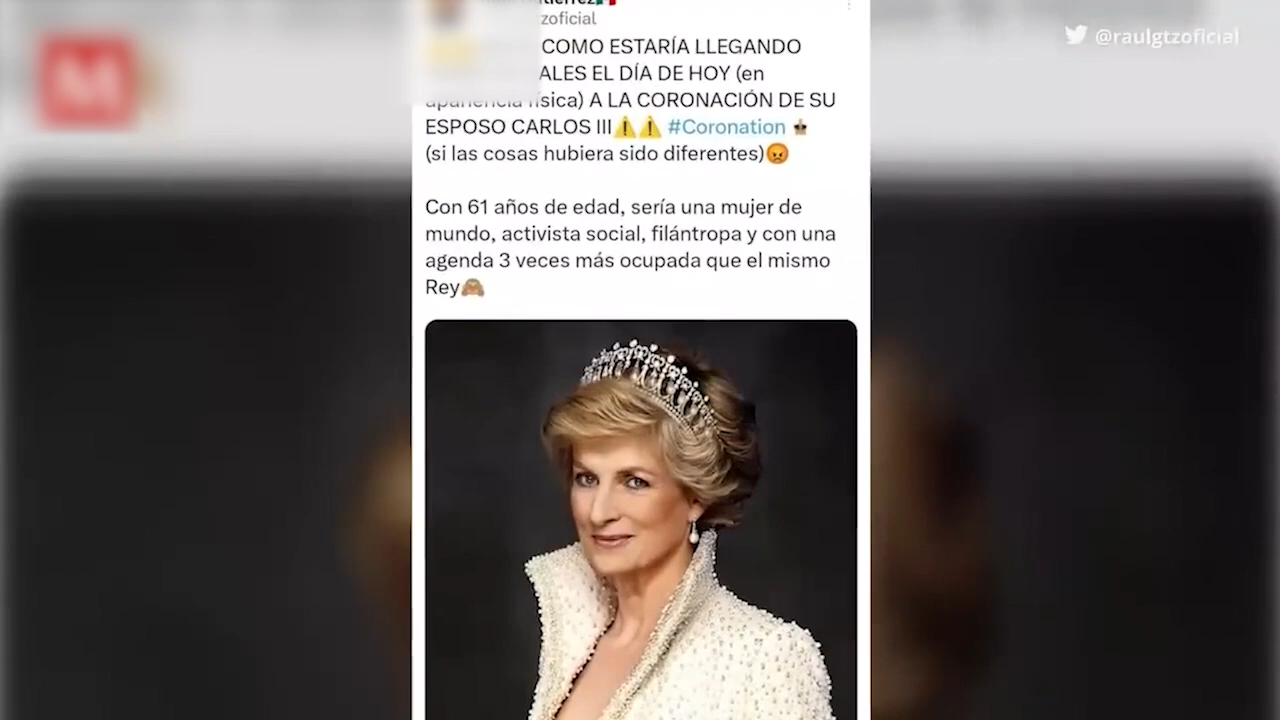 zoficial
@raulgtzoficial
COMO ESTARÍA LLEGANDO
ALES EL DÍA DE HOY (en
apariencia física) A LA CORONACIÓN DE SU
ESPOSO CARLOS III⚠️⚠️ #Coronation
(si las cosas hubiera sido diferentes)😡
Con 61 años de edad, sería una mujer de
mundo, activista social, filántropa y con una
agenda 3 veces más ocupada que el mismo
Rey🙈
M